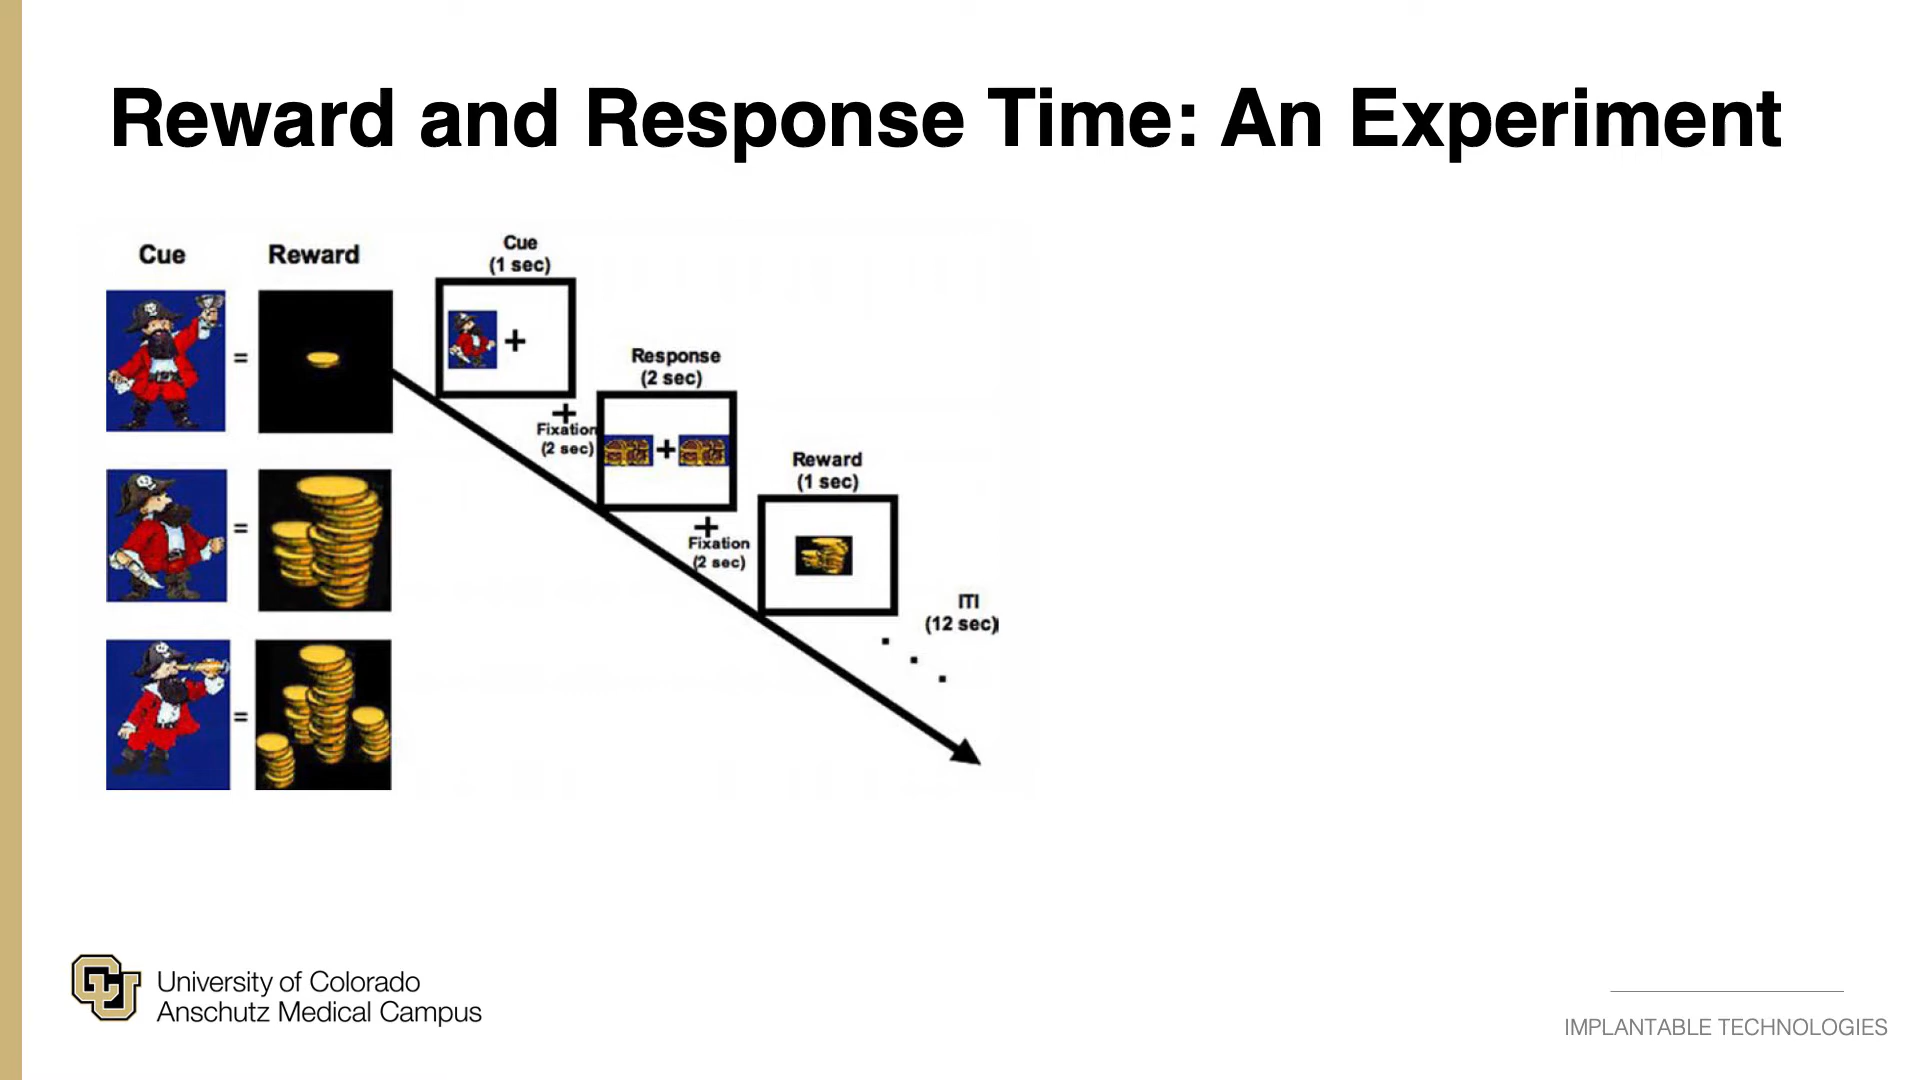 Reward and Response Time: An Experiment
Cue
Reward
=
=
=
Cue
(1 sec)
+
+
Fixation
(2 sec)
Response
(2 sec)
+
+
Fixation
(2 sec)
Reward
(1 sec)
ITI
(12 sec)
University of Colorado
Anschutz Medical Campus
IMPLANTABLE TECHNOLOGIES